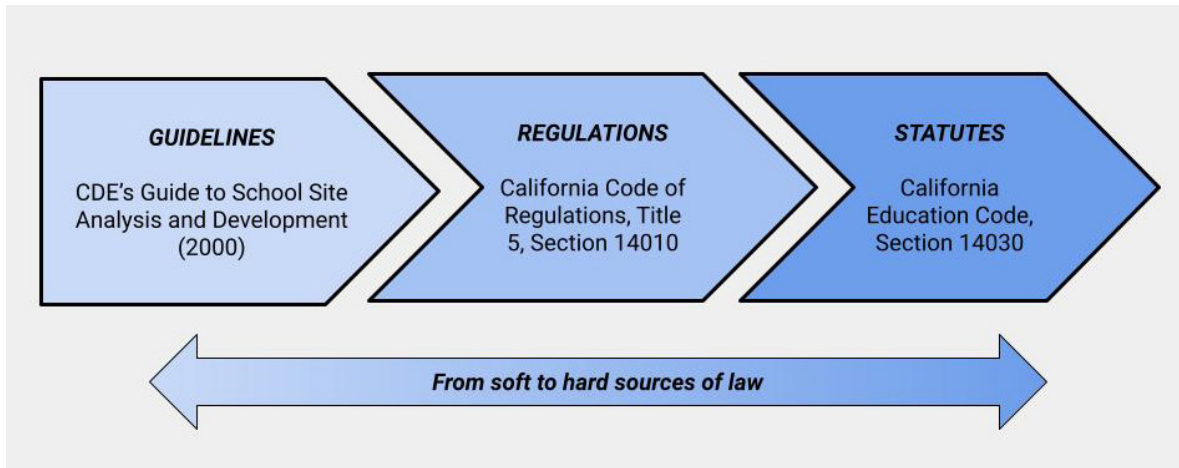 GUIDELINES
CDE’s Guide to School Site
Analysis and Development
(2000)
REGULATIONS
California Code of
Regulations, Title
5, Section 14010
STATUTES
California
Education Code,
Section 14030
From soft to hard sources of law